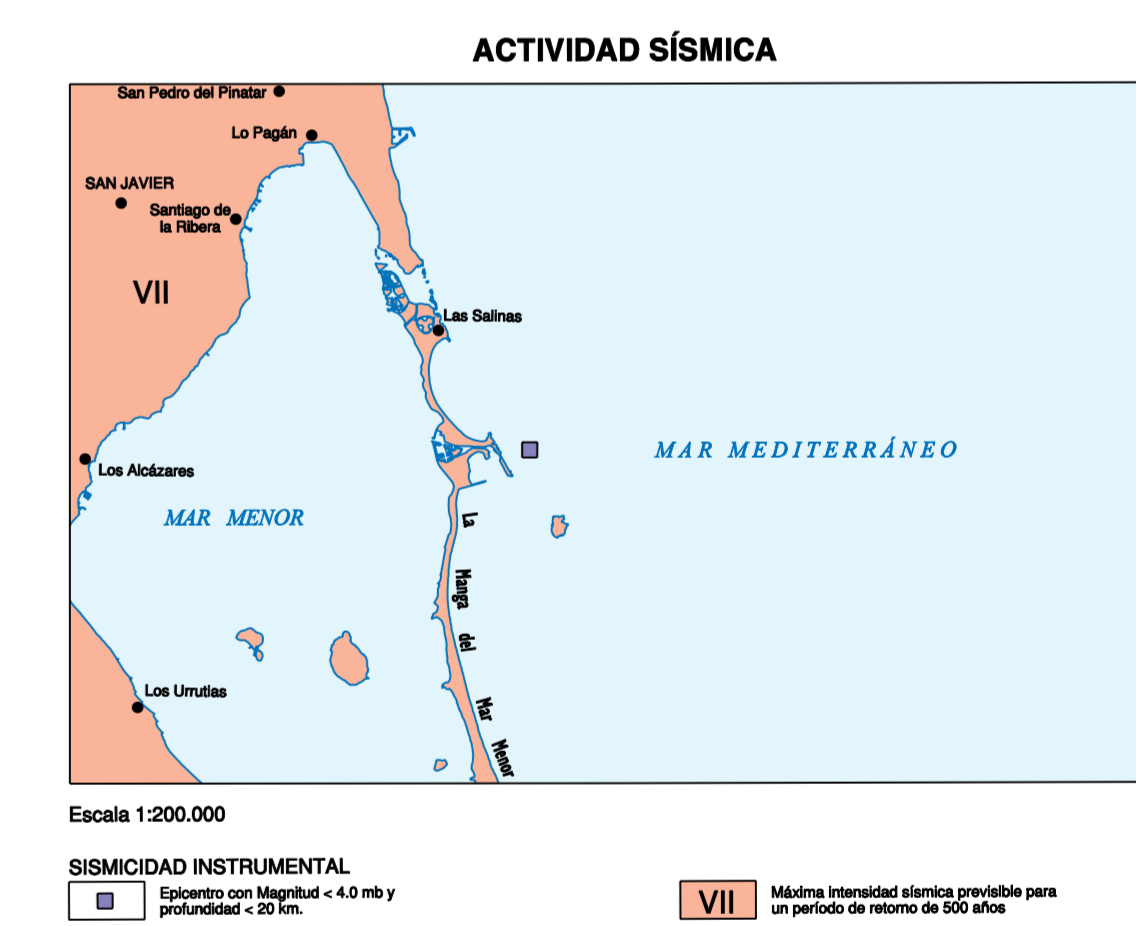 ACTIVIDAD SÍSMICA
San Pedro del Pinatar
Lo Pagán
SAN JAVIER
Santiago de
la Ribera
VII
Las Salinas
MAR MEDITERRÁNEO
Los Alcázares
MAR MENOR
La Manga del Mar Menor
Los Urrutias
Escala 1:200.000
SISMICIDAD INSTRUMENTAL
Epicentro con Magnitud < 4.0 mb y
profundidad < 20 km.
VII
Máxima intensidad sísmica previsible para
un período de retorno de 500 años